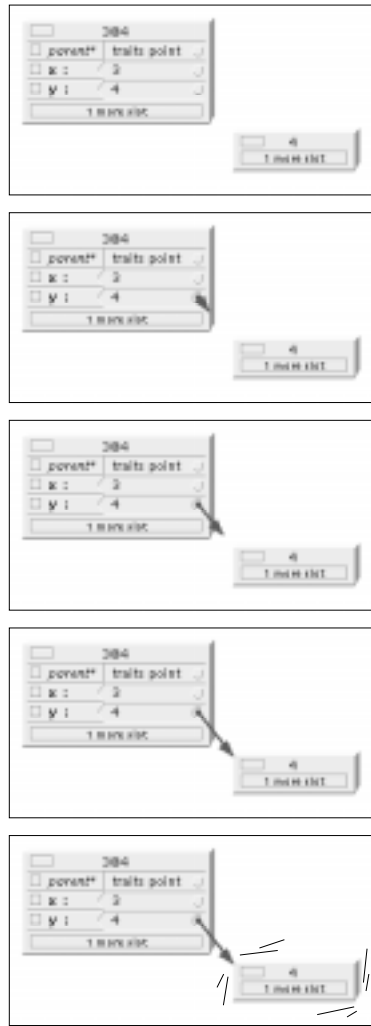 3@4
parent* traits point
x : 3
y : 4
1 more slot
4
1 more slot
3@4
parent* traits point
x : 3
y : 4
1 more slot
4
1 more slot
3@4
parent* traits point
x : 3
y : 4
1 more slot
4
1 more slot
3@4
parent* traits point
x : 3
y : 4
1 more slot
4
1 more slot
3@4
parent* traits point
x : 3
y : 4
1 more slot
4
1 more slot